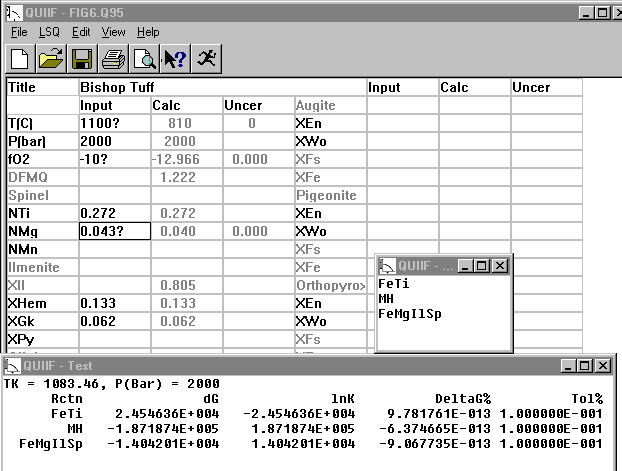 QUIIF - FIG6.Q95
File LSQ Edit View Help
Title Bishop Tuff Input Calc Uncer
Input Calc Uncer Augite
T(C) 1100? 810 0 XEn
P(bar) 2000 2000 XWo
fO2 -10? -12.966 0.000 XFs
DFMQ 1.222 XFe
Spinel Pigeonite
NTi 0.272 0.272 XEn
NMg 0.043? 0.040 0.000 XWo
NMn XFs
Ilmenite XFe
XIl 0.805 Orthopyrox
XHem 0.133 0.133 XEn
XGk 0.062 0.062 XWo
XPy XFs
QUIIF - ...
FeTi
MH
FeMgIlSp
QUIIF - Test
TK = 1083.46, P(Bar) = 2000
Rctn dG lnK DeltaG% Tol%
FeTi 2.454636E+004 -2.454636E+004 9.781761E-013 1.000000E-001
MH -1.871874E+005 1.871874E+005 -6.374665E-013 1.000000E-001
FeMgIlSp -1.404201E+004 1.404201E+004 -9.067735E-013 1.000000E-001